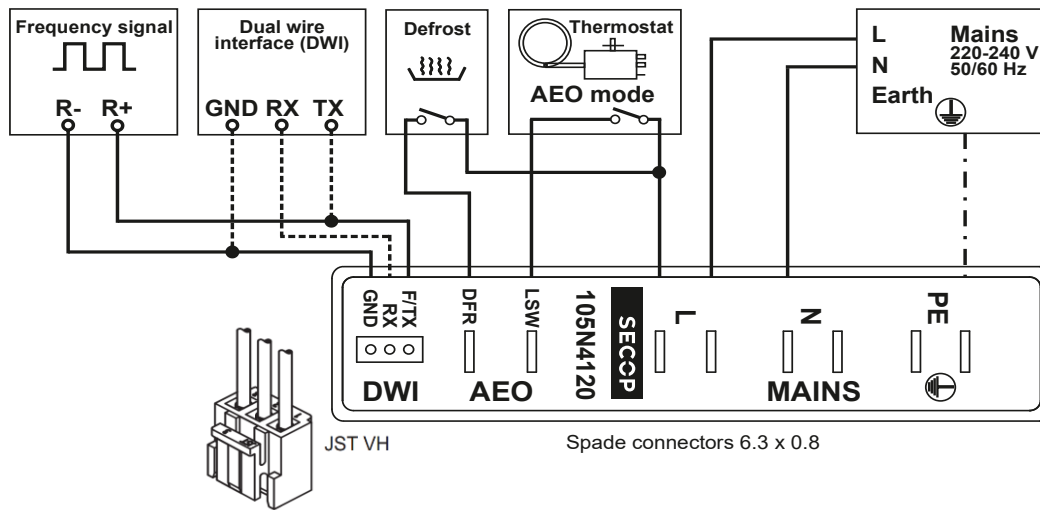 Frequency signal
R- R+
Dual wire
interface (DWI)
GND RX TX
Defrost
Thermostat
AEO mode
L
N
Earth
Mains
220-240 V
50/60 Hz
GND
RX
F/TX
DWI
DFR
LSW
AEO
105N4120
SECOP
L
N
MAINS
PE
JST VH
Spade connectors 6.3 x 0.8